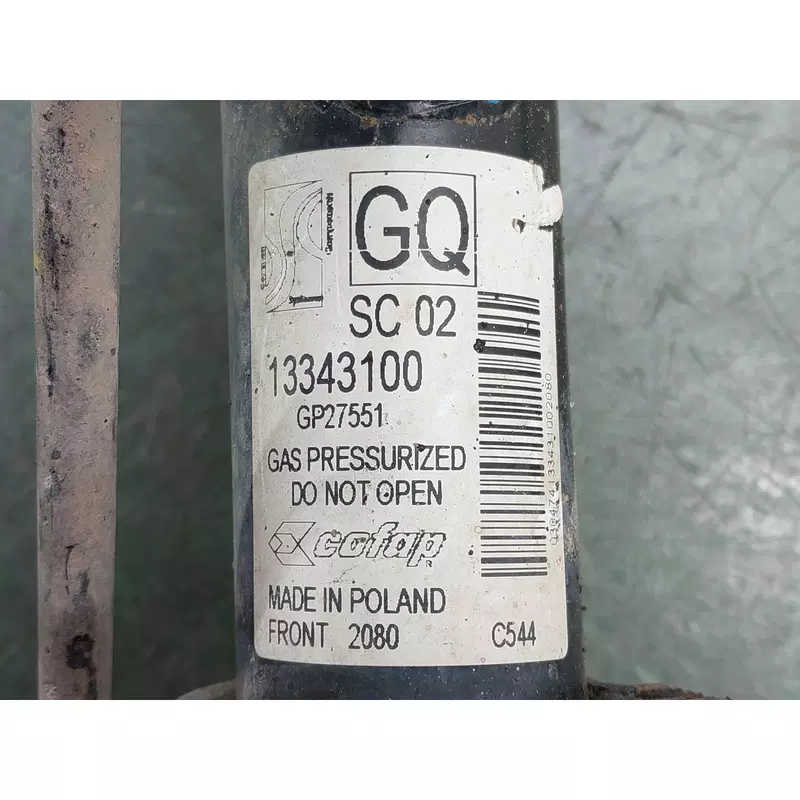 GQ
SC 02
13343100
GP27551
GAS PRESSURIZED
DO NOT OPEN
cofap
R
MADE IN POLAND
FRONT 2080 C544